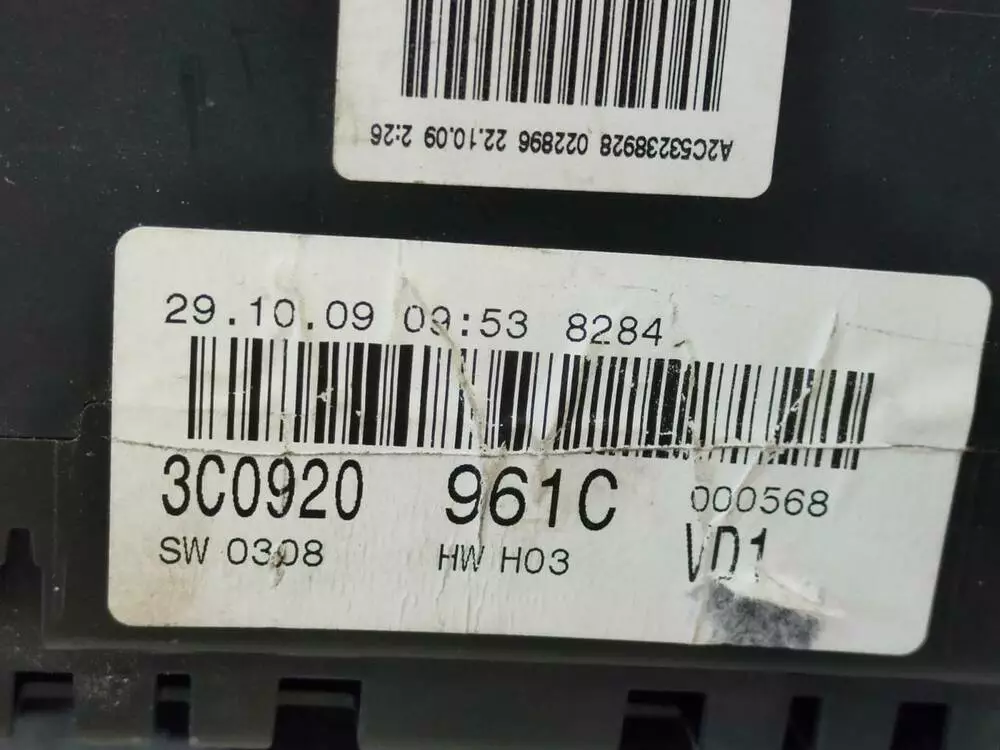 A2C53238928 022896 22.10.09 2:26
29.10.09 09:53 8284
3C0920 961C 000568
SW 0308 HW H03 VD1